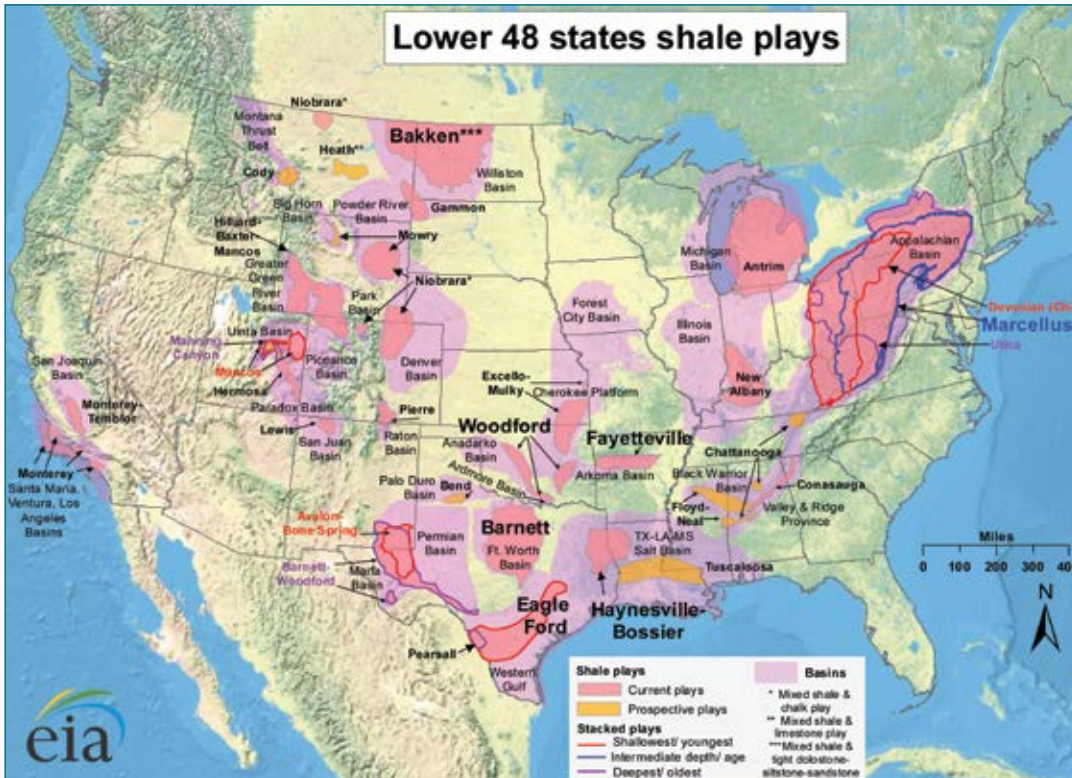 Lower 48 states shale plays
Niobrara*
Montana
Thrust
Belt
Bakken***
Heath**
Cody
Williston
Basin
Big Horn
Basin
Powder River
Basin
Gammon
Hilliard-
Baxter-
Mancos
Mowry
Greater
Green
River
Basin
Park
Basin
Niobrara*
Michigan
Basin
Antrim
Appalachian
Basin
Devonian (Oh
Marcellus
Utica
Forest
City Basin
Illinois
Basin
Uinta Basin
Manning
Canyon
Mancos
Piceance
Basin
Denver
Basin
San Joaquin
Basin
Hermosa
Excello-
Mulky
Cherokee Platform
New
Albany
Monterey-
Temblor
Paradox Basin
Pierre
Lewis
San Juan
Basin
Raton
Basin
Woodford
Anadarko
Basin
Fayetteville
Chattanooga
Monterey
Santa Maria,
Ventura, Los
Angeles
Basins
Palo Duro
Basin
Bend
Ardmore Basin
Arkoma Basin
Black Warrior
Basin
Conasauga
Floyd-
Neal
Valley & Ridge
Province
Avalon-
Bone Spring
Permian
Basin
Barnett
Ft. Worth
Basin
TX-LA-MS
Salt Basin
Tuscaloosa
Barnett-
Woodford
Marfa
Basin
Eagle
Ford
Haynesville-
Bossier
Pearsall
Western
Gulf
Miles
0 100 200 300 40
N
Shale plays
Current plays
Prospective plays
Stacked plays
Shallowest/ youngest
Intermediate depth/ age
Deepest/ oldest
Basins
* Mixed shale &
chalk play
** Mixed shale &
limestone play
***Mixed shale &
tight dolostone-
siltstone-sandstone
eia